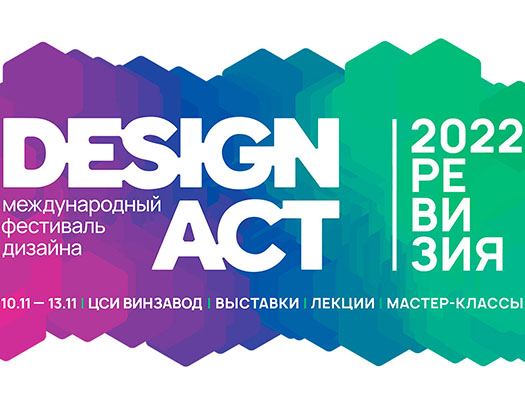 DESIGN
ACT
международный
фестиваль
дизайна
2022
РЕ
ВИ
ЗИЯ
10.11 — 13.11 | ЦСИ ВИНЗАВОД | ВЫСТАВКИ | ЛЕКЦИИ | МАСТЕР-КЛАССЫ